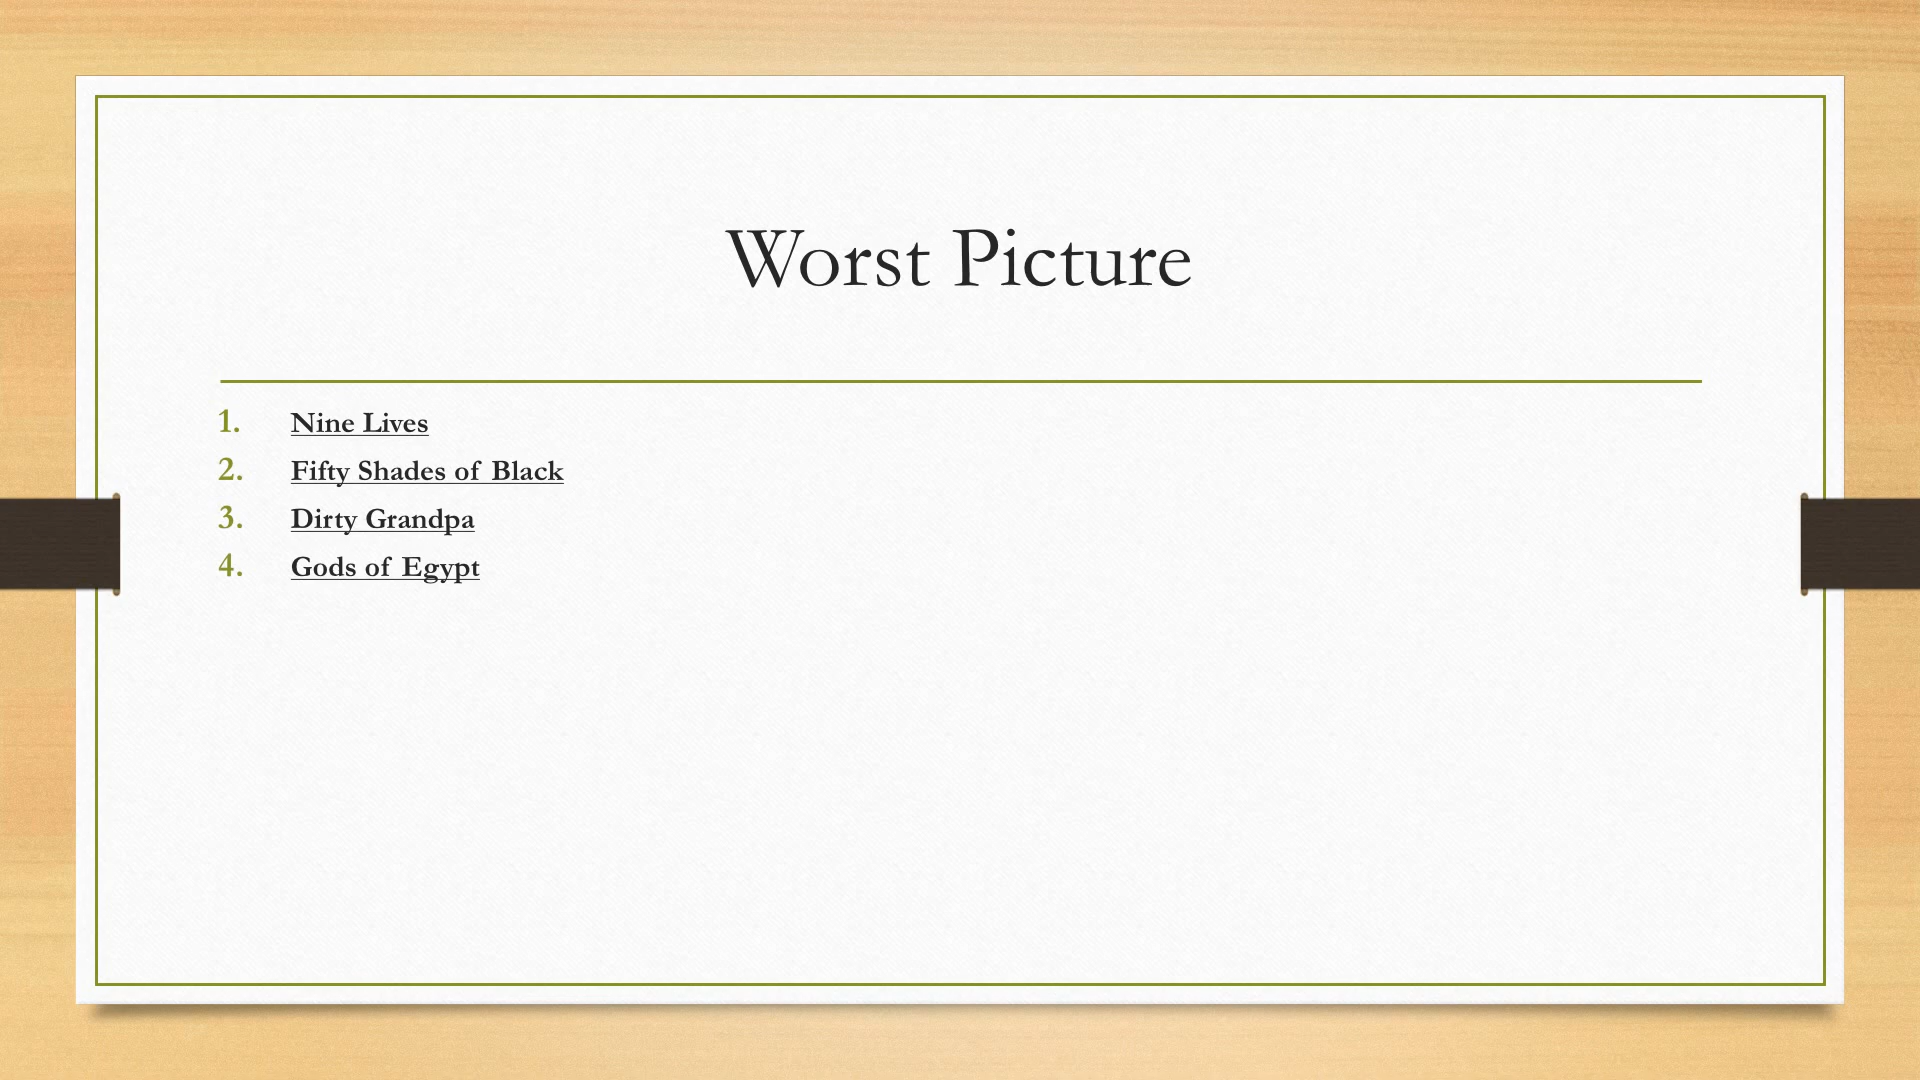 Worst Picture
1. Nine Lives
2. Fifty Shades of Black
3. Dirty Grandpa
4. Gods of Egypt